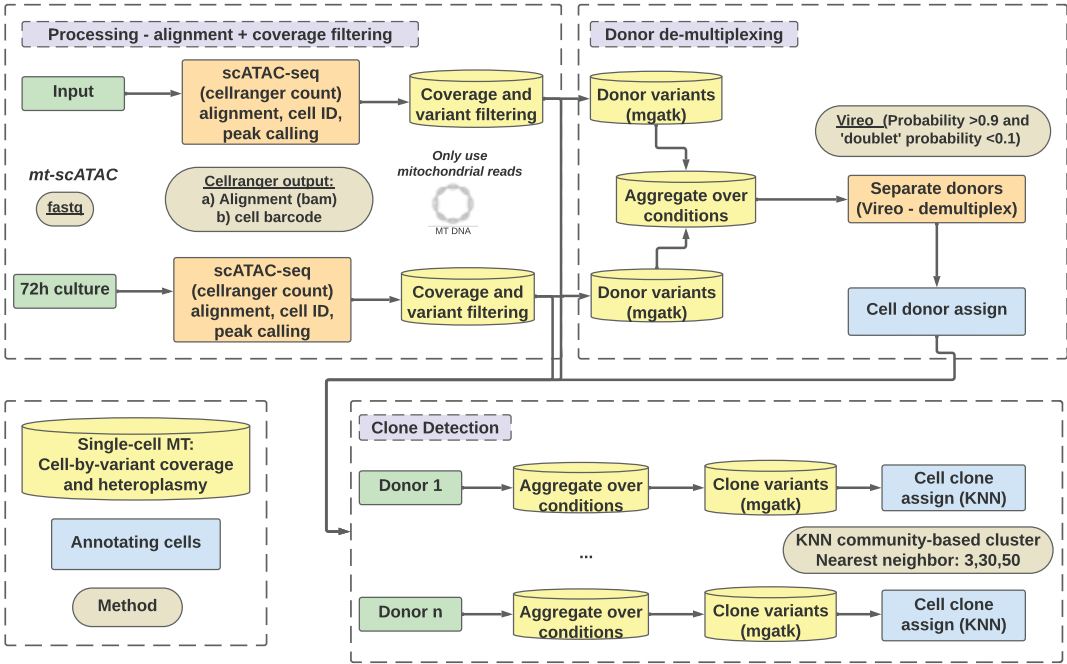 Processing - alignment + coverage filtering
Input
scATAC-seq
(cellranger count)
alignment, cell ID,
peak calling
Coverage and
variant filtering
mt-scATAC
fastq
Cellranger output:
a) Alignment (bam)
b) cell barcode
Only use
mitochondrial reads
MT DNA
72h culture
scATAC-seq
(cellranger count)
alignment, cell ID,
peak calling
Coverage and
variant filtering
Donor de-multiplexing
Donor variants
(mgatk)
Aggregate over
conditions
Donor variants
(mgatk)
Vireo (Probability >0.9 and
'doublet' probability <0.1)
Separate donors
(Vireo - demultiplex)
Cell donor assign
Single-cell MT:
Cell-by-variant coverage
and heteroplasmy
Annotating cells
Method
Clone Detection
Donor 1
Aggregate over
conditions
Clone variants
(mgatk)
Cell clone
assign (KNN)
...
KNN community-based cluster
Nearest neighbor: 3,30,50
Donor n
Aggregate over
conditions
Clone variants
(mgatk)
Cell clone
assign (KNN)